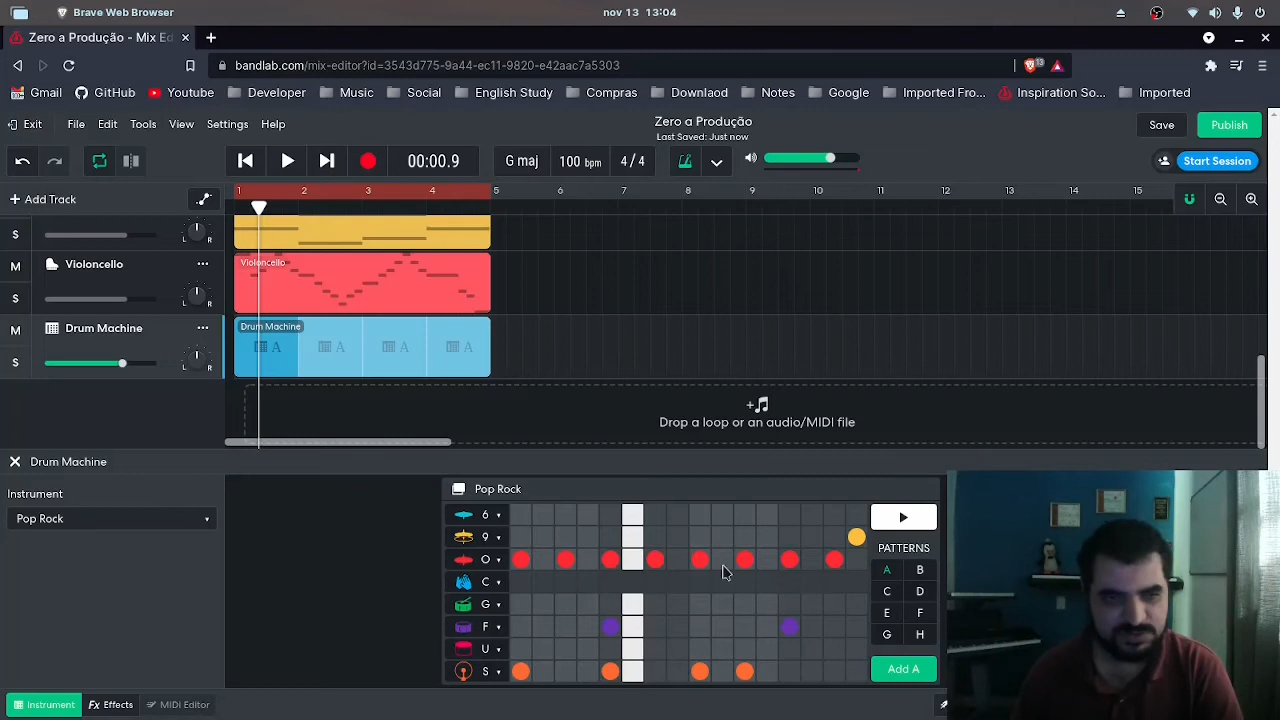 Brave Web Browser
nov 13 13:04
Zero a Produção - Mix Ed
bandlab.com/mix-editor?id=3543d775-9a44-ec11-9820-e42aac7a5303
13
Gmail GitHub Youtube Developer Music Social English Study Compras Downlaod Notes Google Imported Fro... Inspiration So... Imported
Exit File Edit Tools View Settings Help
Zero a Produção
Last Saved: Just now
Save Publish
00:00.9 G maj 100 bpm 4/4
Start Session
Add Track
1 2 3 4 5 6 7 8 9 10 11 12 13 14 15
S L R
M Violoncello ...
Violoncello
S L R
M Drum Machine ...
Drum Machine
A A A A
S L R
Drop a loop or an audio/MIDI file
Drum Machine
Instrument
Pop Rock
Pop Rock
6
9
O
C
G
F
U
S
PATTERNS
A B
C D
E F
G H
Add A
Instrument Fx Effects MIDI Editor